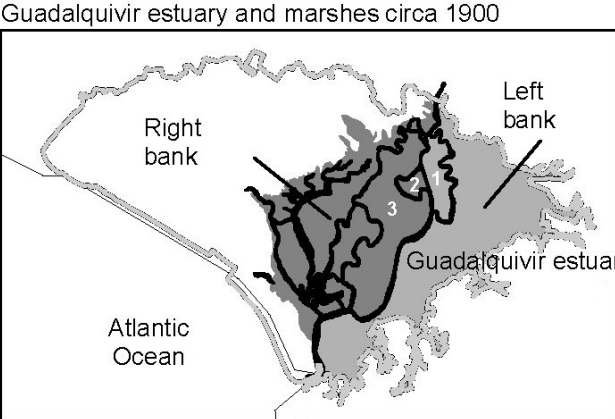 Guadalquivir estuary and marshes circa 1900
Left
bank
Right
bank
1
2
3
Guadalquivir estuar
Atlantic
Ocean